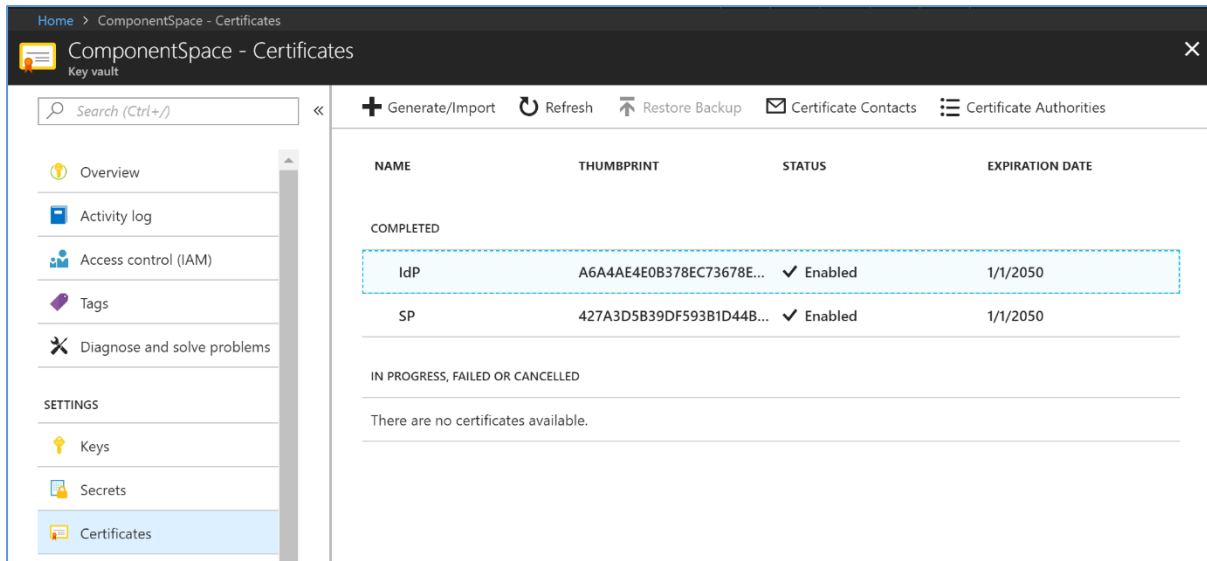 Home > ComponentSpace - Certificates
ComponentSpace - Certificates
Key vault
Search (Ctrl+/)
«
Overview
Activity log
Access control (IAM)
Tags
Diagnose and solve problems
SETTINGS
Keys
Secrets
Certificates
Generate/Import Refresh Restore Backup Certificate Contacts Certificate Authorities
NAME THUMBPRINT STATUS EXPIRATION DATE
COMPLETED
IdP A6A4AE4E0B378EC73678E... Enabled 1/1/2050
SP 427A3D5B39DF593B1D44B... Enabled 1/1/2050
IN PROGRESS, FAILED OR CANCELLED
There are no certificates available.